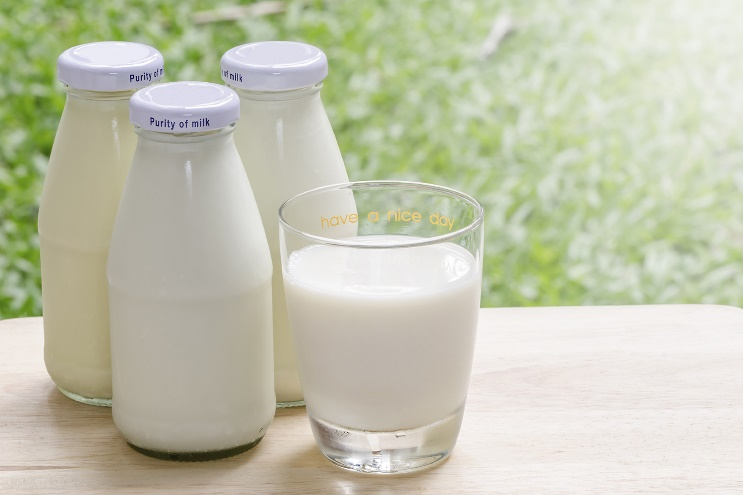 Purity of m
of milk
Purity of milk
have a nice day